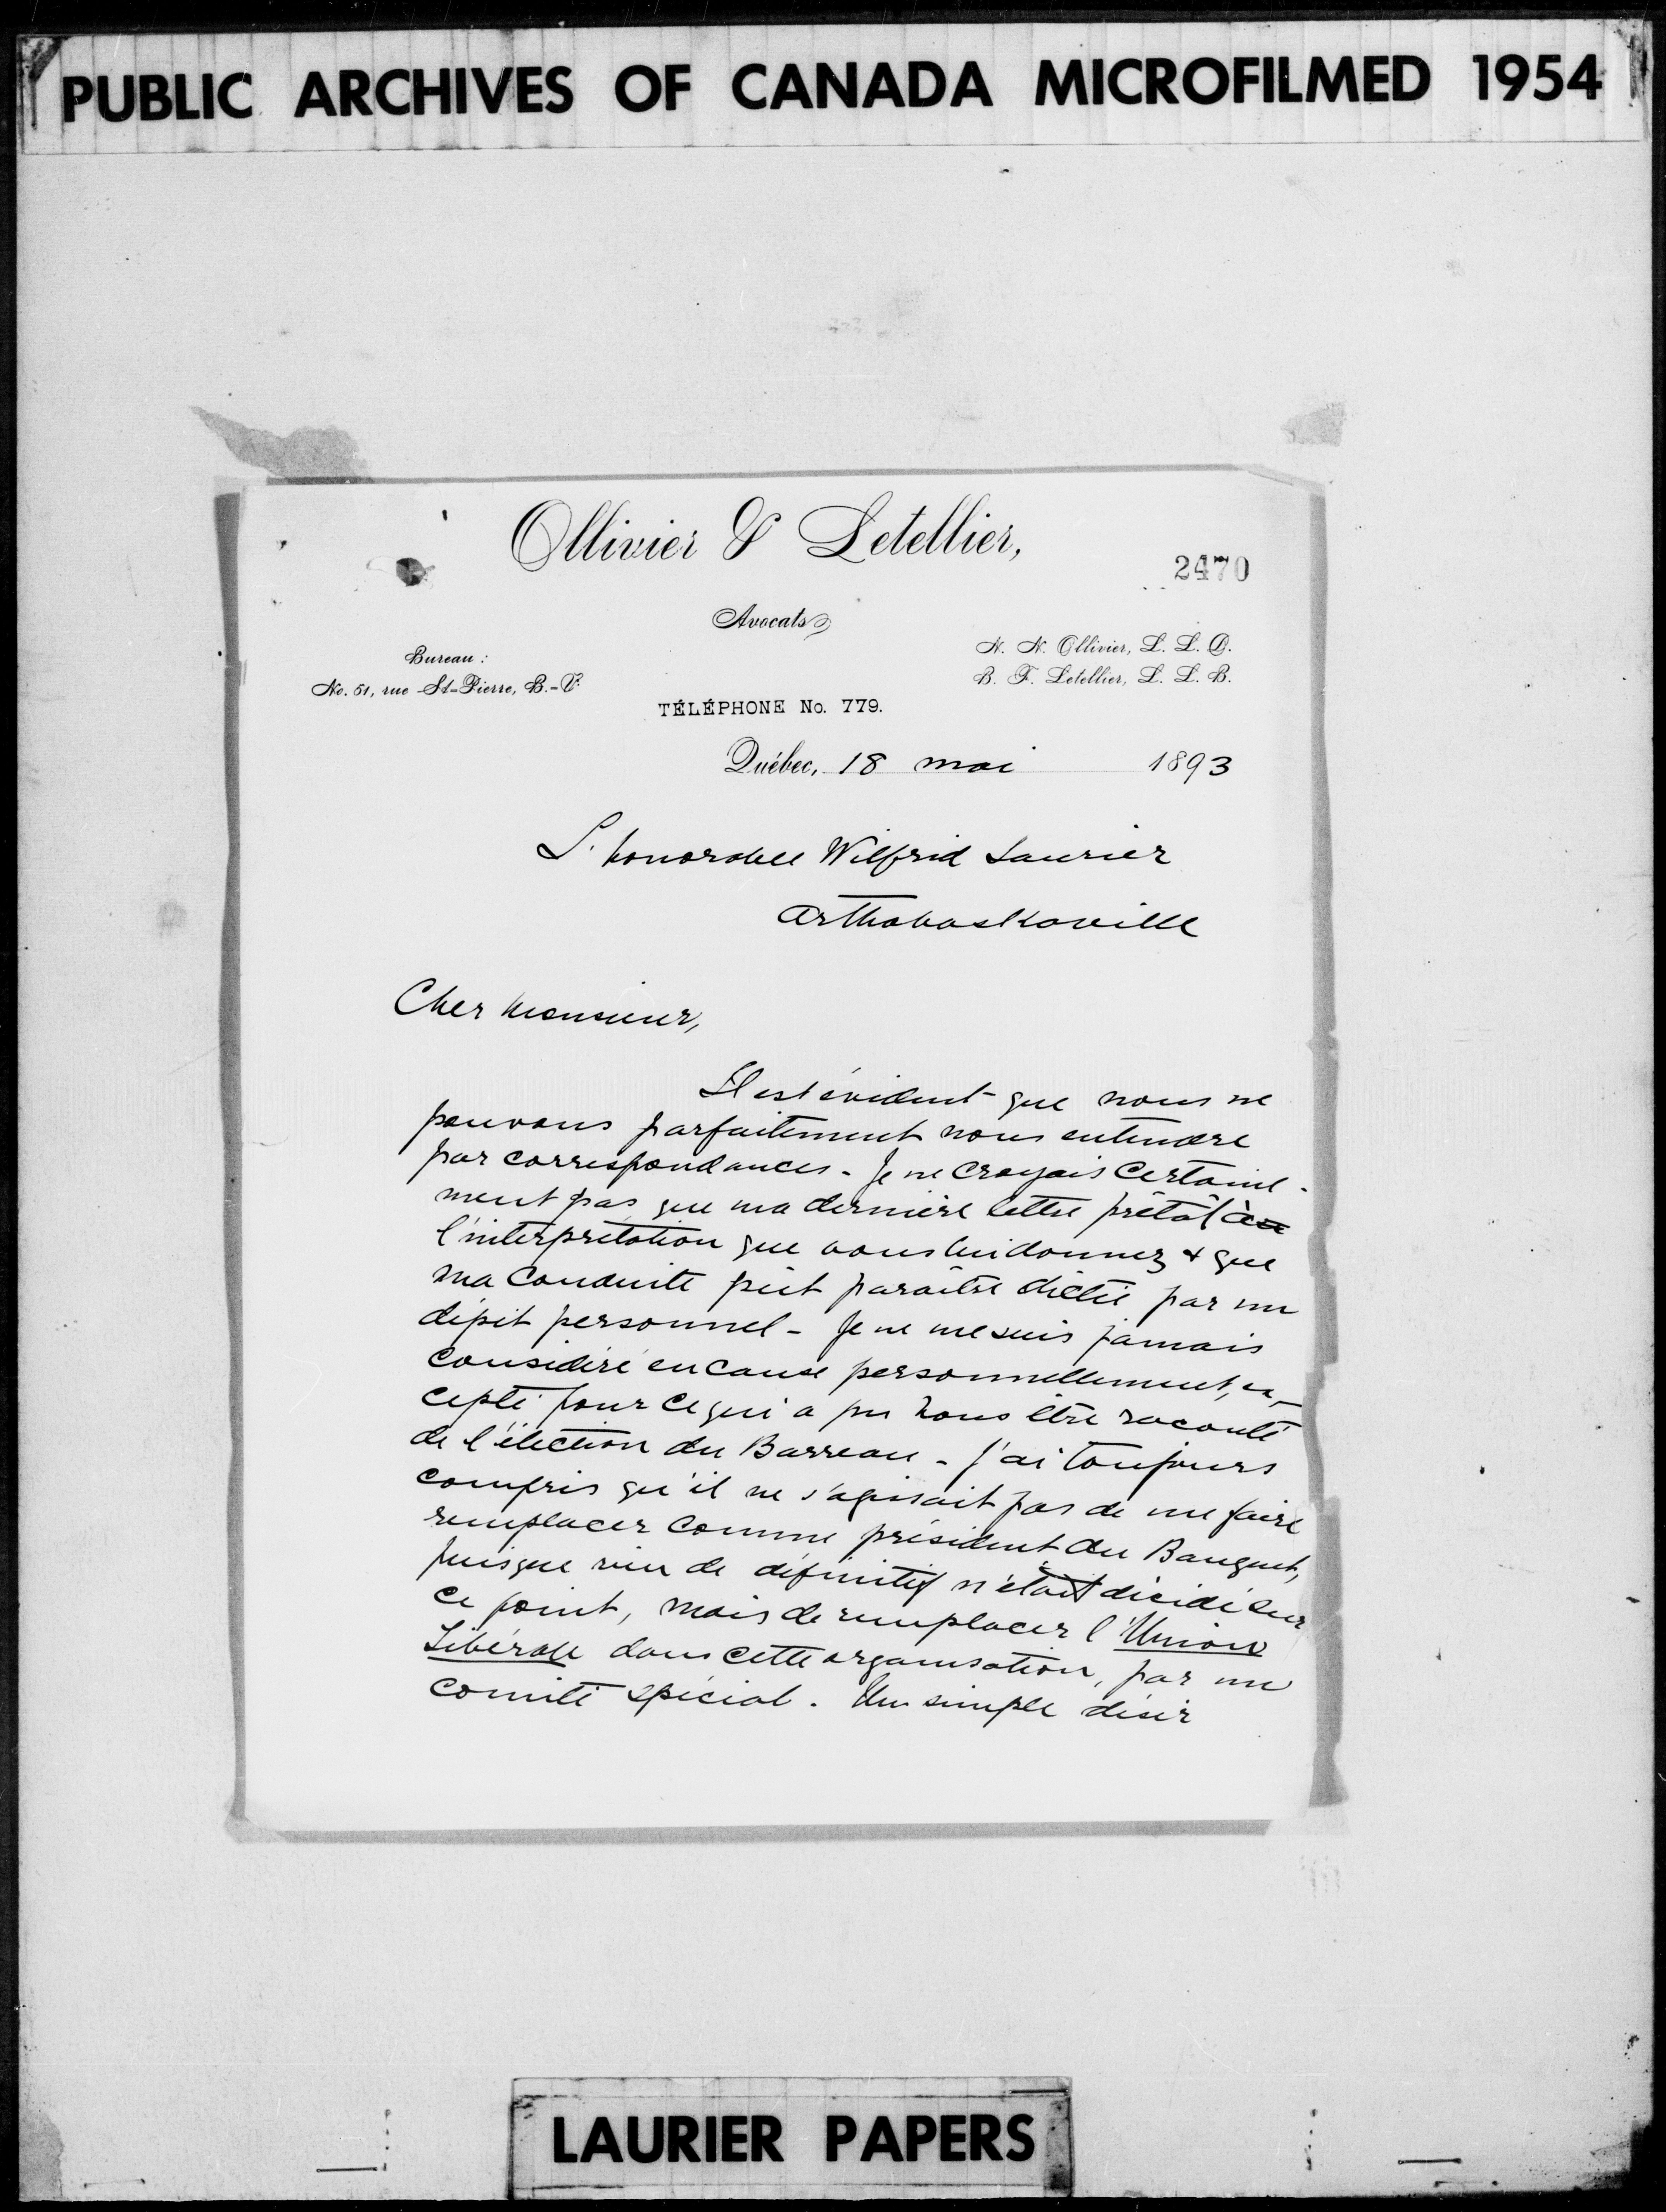 PUBLIC ARCHIVES OF CANADA MICROFILMED 1954
Ollivier & Letellier,
2470
Avocats
Bureau :
No. 51, rue St-Pierre, B.-V.
N. N. Ollivier, L. L. D.
B. F. Letellier, L. L. B.
TÉLÉPHONE No. 779.
Québec, 18 mai 1893
L'honorable Wilfrid Laurier
Arthabaskaville
Cher Monsieur,
Il est évident que nous ne
pouvons parfaitement nous entendre
par correspondances - Je ne croyais certaine-
ment pas que ma dernière lettre prêtât à
l'interprétation que vous lui donnez & que
ma conduite pût paraître dictée par un
dépit personnel - Je ne me suis jamais
considéré en cause personnellement, ex-
cepté pour ce qui a pu vous être raconté
de l'élection du Barreau - J'ai toujours
compris qu'il ne s'agissait pas de me faire
remplacer comme président du Banquet,
puisque rien de définitif n'était décidé sur
ce point, mais de remplacer l'Union
Libérale dans cette organisation, par un
comité spécial. Un simple désir
LAURIER PAPERS